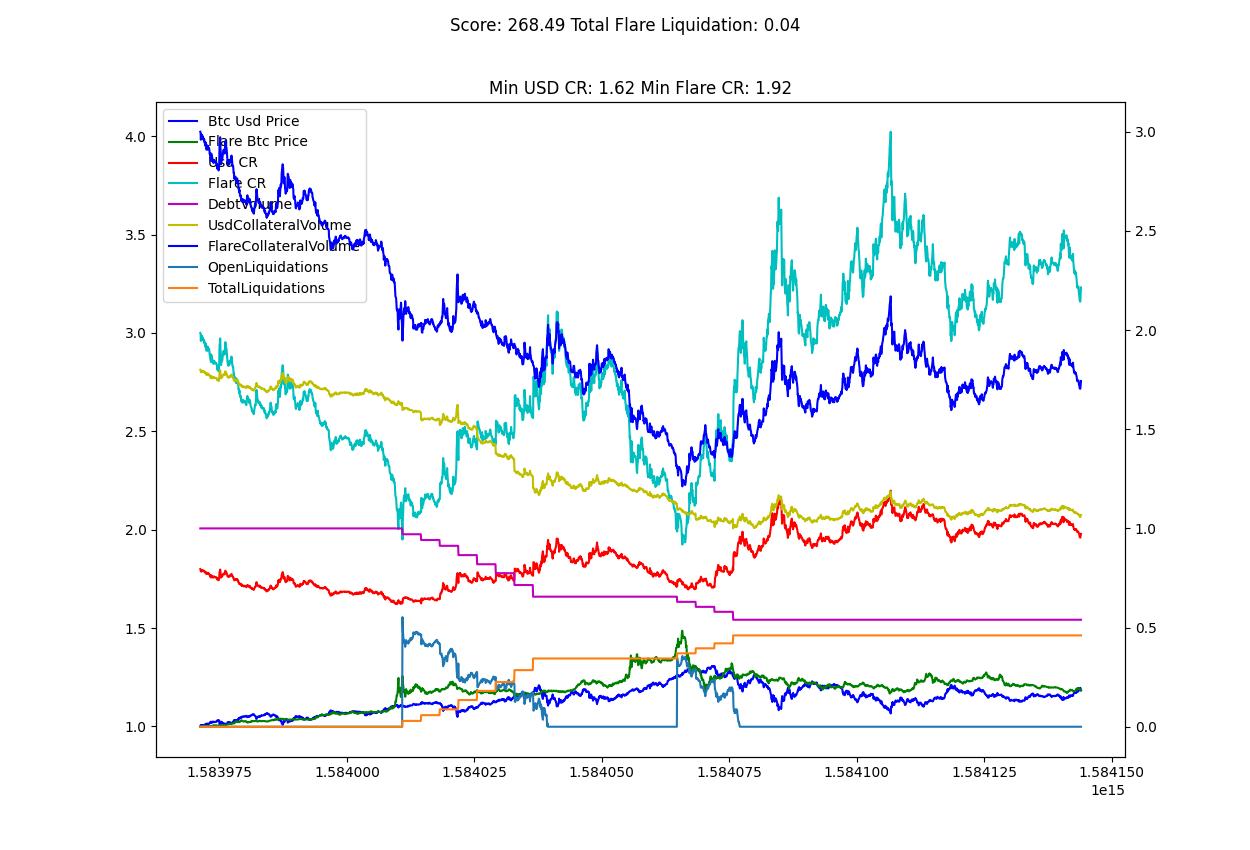 Score: 268.49 Total Flare Liquidation: 0.04
Min USD CR: 1.62 Min Flare CR: 1.92
Btc Usd Price
Flare Btc Price
Usd CR
Flare CR
DebtVolume
UsdCollateralVolume
FlareCollateralVolume
OpenLiquidations
TotalLiquidations
4.0
3.5
3.0
2.5
2.0
1.5
1.0
3.0
2.5
2.0
1.5
1.0
0.5
0.0
1.583975 1.584000 1.584025 1.584050 1.584075 1.584100 1.584125 1.584150
1e15